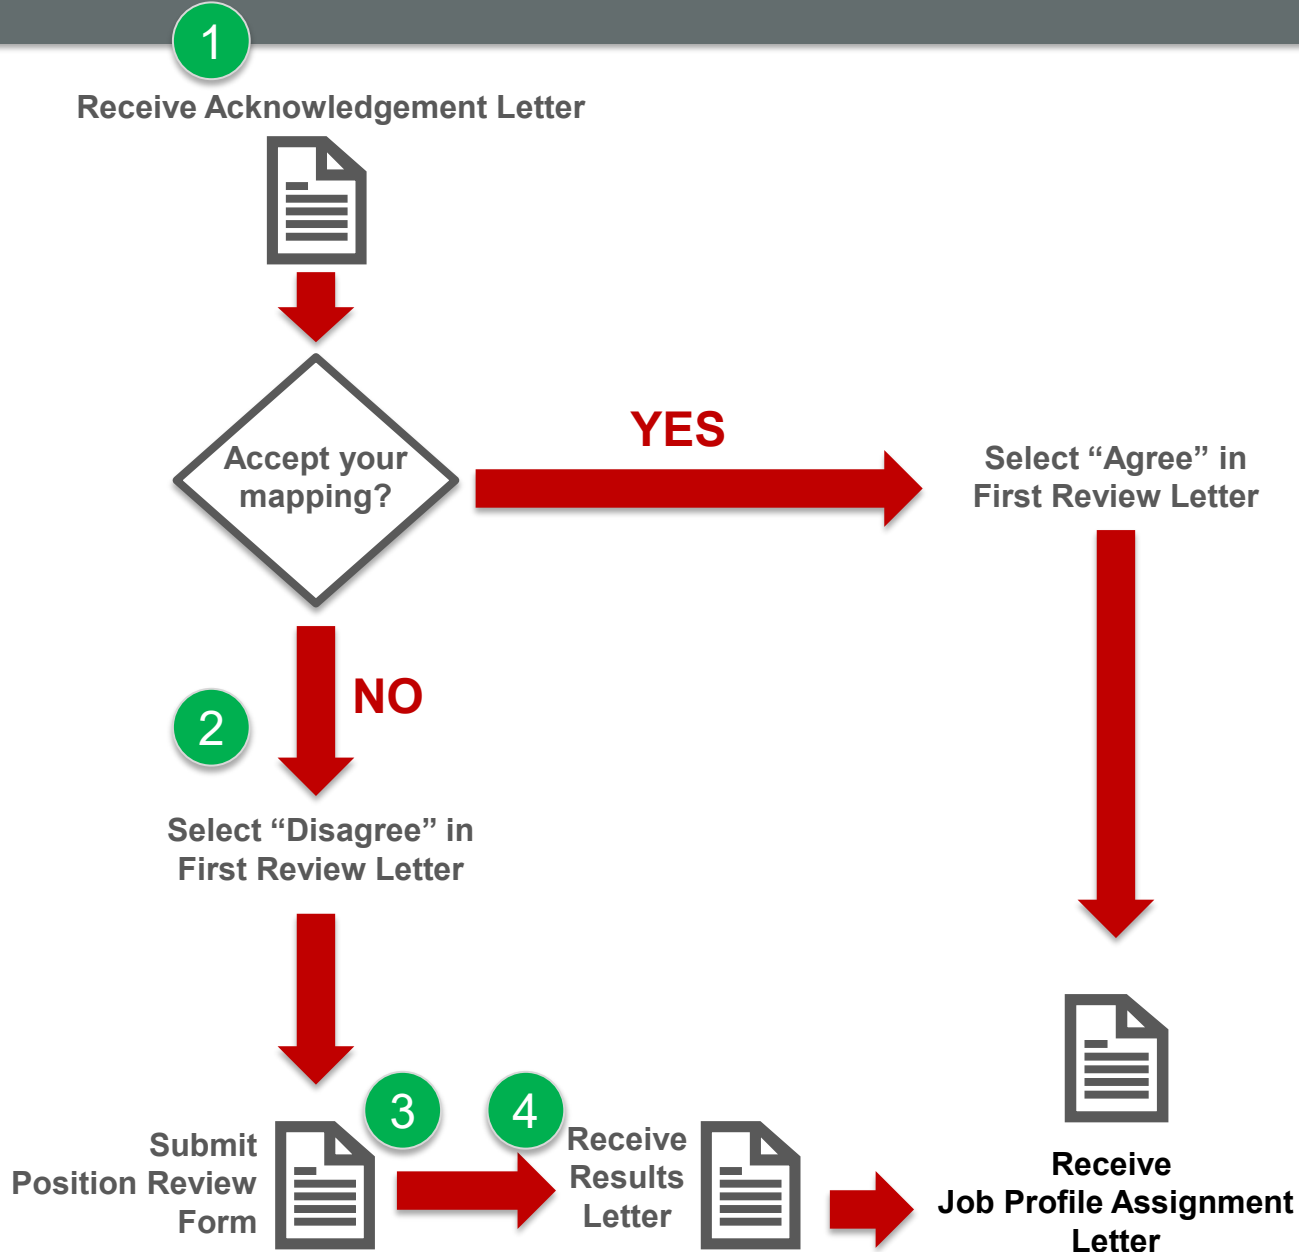 1
Receive Acknowledgement Letter
Accept your
mapping?
YES
Select “Agree” in
First Review Letter
NO
2
Select “Disagree” in
First Review Letter
Submit
Position Review
Form
3
4
Receive
Results
Letter
Receive
Job Profile Assignment
Letter